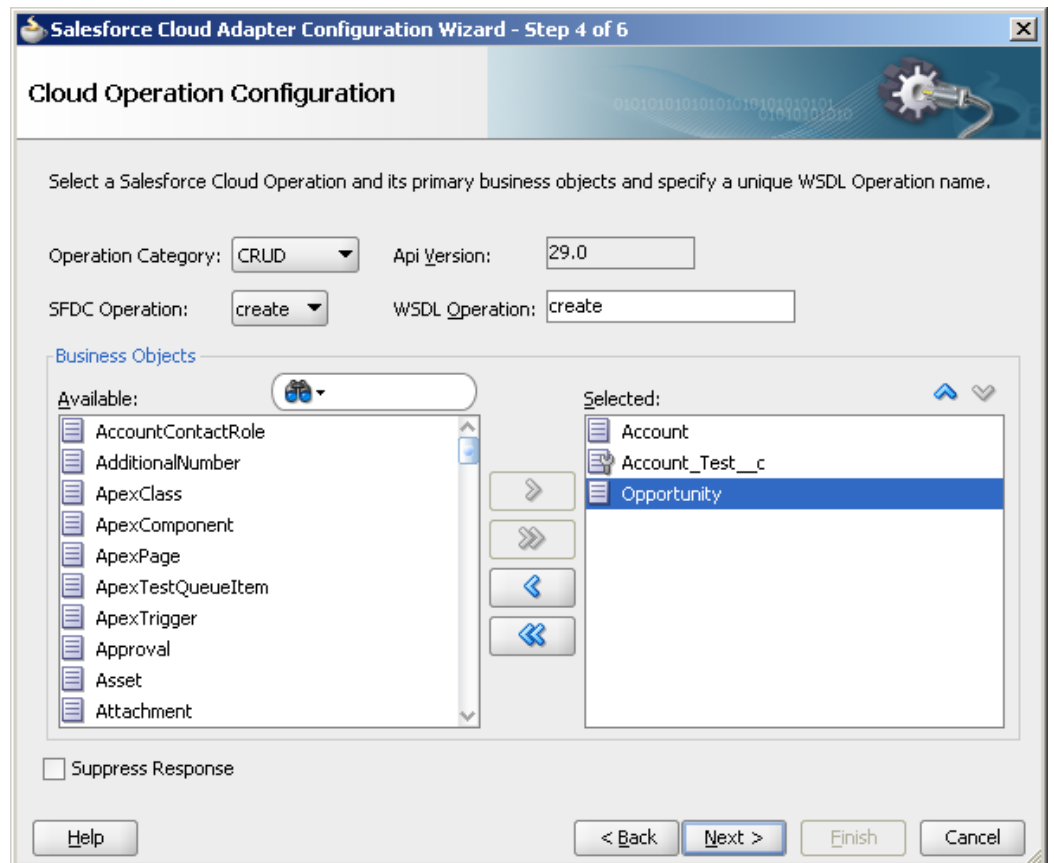 Salesforce Cloud Adapter Configuration Wizard - Step 4 of 6
Cloud Operation Configuration
01010101010101010101010101
01010101010
Select a Salesforce Cloud Operation and its primary business objects and specify a unique WSDL Operation name.
Operation Category: CRUD Api Version: 29.0
SFDC Operation: create WSDL Operation: create
Business Objects
Available: Selected:
AccountContactRole Account
AdditionalNumber Account_Test__c
ApexClass Opportunity
ApexComponent
ApexPage
ApexTestQueueItem
ApexTrigger
Approval
Asset
Attachment
Suppress Response
Help < Back Next > Finish Cancel